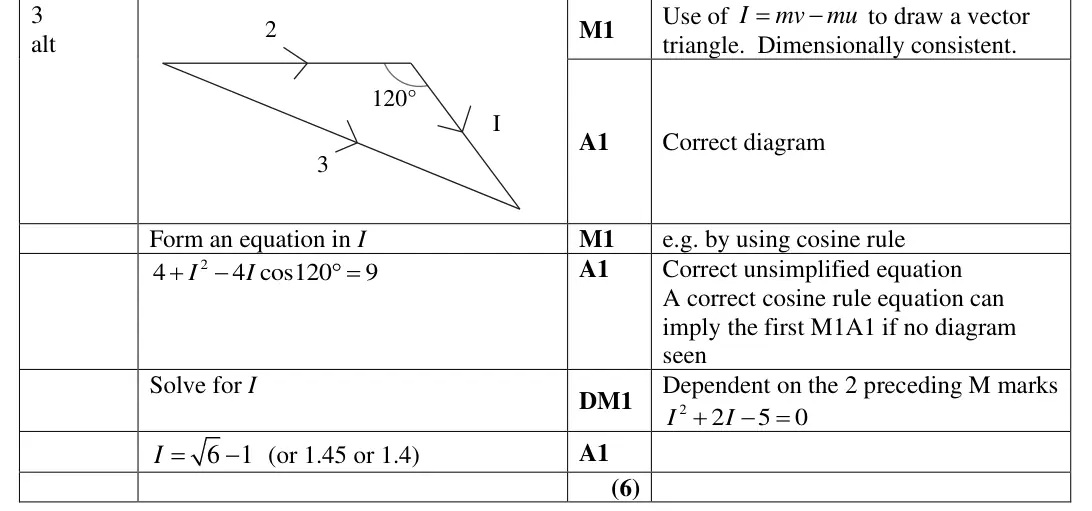 3
alt
2
120°
I
3
M1
Use of I = mv − mu to draw a vector
triangle. Dimensionally consistent.
A1
Correct diagram
Form an equation in I
M1
e.g. by using cosine rule
4 + I² − 4I cos120° = 9
A1
Correct unsimplified equation
A correct cosine rule equation can
imply the first M1A1 if no diagram
seen
Solve for I
DM1
Dependent on the 2 preceding M marks
I² + 2I − 5 = 0
I = √6 − 1 (or 1.45 or 1.4)
A1
(6)